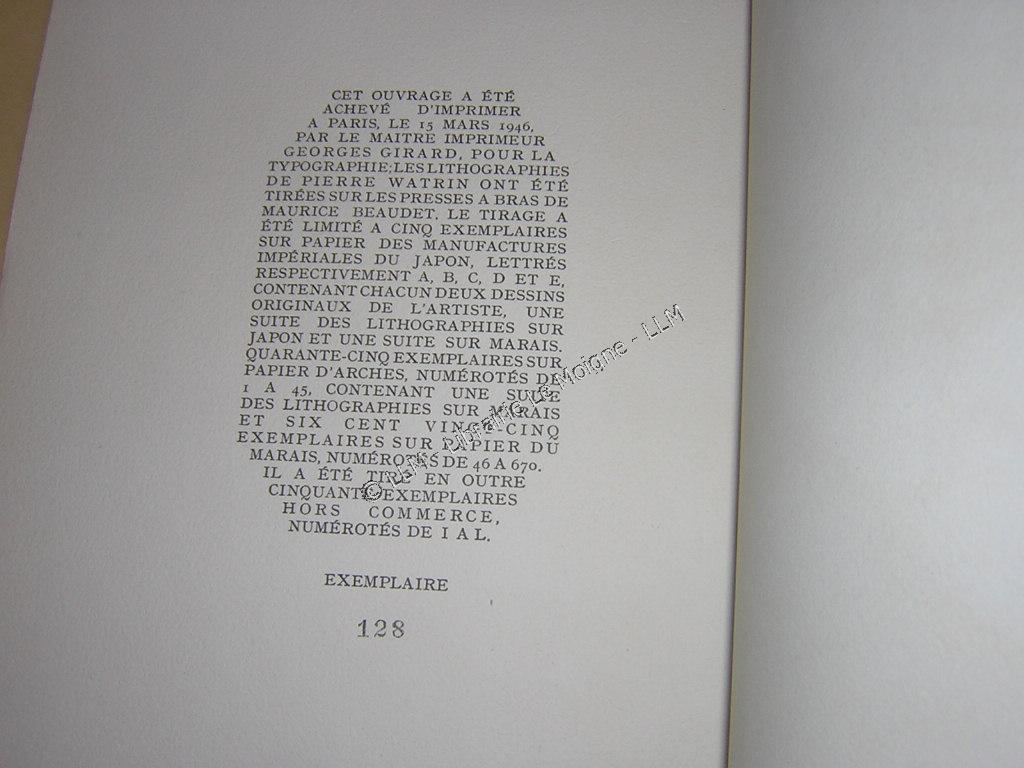 CET OUVRAGE A ÉTÉ
ACHEVÉ D'IMPRIMER
A PARIS, LE 15 MARS 1946,
PAR LE MAITRE IMPRIMEUR
GEORGES GIRARD, POUR LA
TYPOGRAPHIE; LES LITHOGRAPHIES
DE PIERRE WATRIN ONT ÉTÉ
TIRÉES SUR LES PRESSES A BRAS DE
MAURICE BEAUDET. LE TIRAGE A
ÉTÉ LIMITÉ A CINQ EXEMPLAIRES
SUR PAPIER DES MANUFACTURES
IMPÉRIALES DU JAPON, LETTRÉS
RESPECTIVEMENT A, B, C, D ET E,
CONTENANT CHACUN DEUX DESSINS
ORIGINAUX DE L'ARTISTE, UNE
SUITE DES LITHOGRAPHIES SUR
JAPON ET UNE SUITE SUR MARAIS.
QUARANTE-CINQ EXEMPLAIRES SUR
PAPIER D'ARCHES, NUMÉROTÉS DE
1 A 45, CONTENANT UNE SUITE
DES LITHOGRAPHIES SUR MARAIS
ET SIX CENT VINGT-CINQ
EXEMPLAIRES SUR PAPIER DU
MARAIS, NUMÉROTÉS DE 46 A 670.
IL A ÉTÉ TIRÉ EN OUTRE
CINQUANTE EXEMPLAIRES
HORS COMMERCE,
NUMÉROTÉS DE I A L.
EXEMPLAIRE
128
© LLM - Librairie Le Moigne - LLM